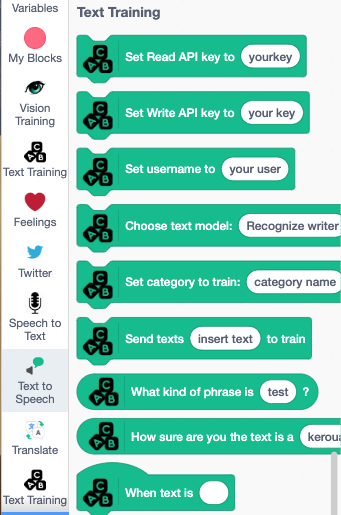 Variables
My Blocks
Vision
Training
Text Training
Feelings
Twitter
Speech to
Text
Text to
Speech
Translate
Text Training
Text Training
Set Read API key to yourkey
Set Write API key to your key
Set username to your user
Choose text model: Recognize writer
Set category to train: category name
Send texts insert text to train
What kind of phrase is test ?
How sure are you the text is a keroua
When text is